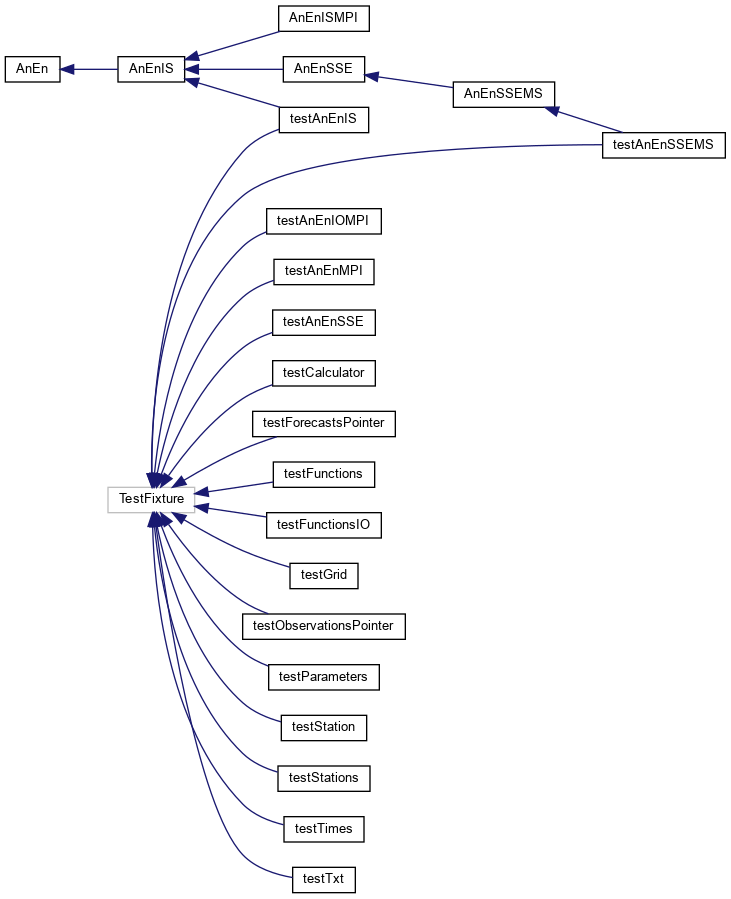 AnEnISMPI
AnEn
AnEnIS
AnEnSSE
AnEnSSEMS
testAnEnIS
testAnEnSSEMS
testAnEnIOMPI
testAnEnMPI
testAnEnSSE
testCalculator
testForecastsPointer
testFunctions
TestFixture
testFunctionsIO
testGrid
testObservationsPointer
testParameters
testStation
testStations
testTimes
testTxt